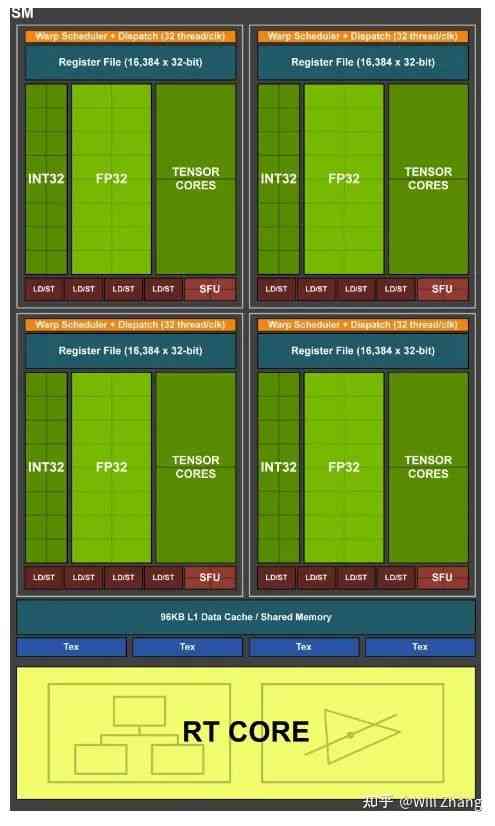 SM
Warp Scheduler + Dispatch (32 thread/clk)
Register File (16,384 x 32-bit)
INT32
FP32
TENSOR
CORES
LD/ST
LD/ST
LD/ST
LD/ST
SFU
Warp Scheduler + Dispatch (32 thread/clk)
Register File (16,384 x 32-bit)
INT32
FP32
TENSOR
CORES
LD/ST
LD/ST
LD/ST
LD/ST
SFU
Warp Scheduler + Dispatch (32 thread/clk)
Register File (16,384 x 32-bit)
INT32
FP32
TENSOR
CORES
LD/ST
LD/ST
LD/ST
LD/ST
SFU
Warp Scheduler + Dispatch (32 thread/clk)
Register File (16,384 x 32-bit)
INT32
FP32
TENSOR
CORES
LD/ST
LD/ST
LD/ST
LD/ST
SFU
96KB L1 Data Cache / Shared Memory
Tex
Tex
Tex
Tex
RT CORE
知乎 @Will Zhang